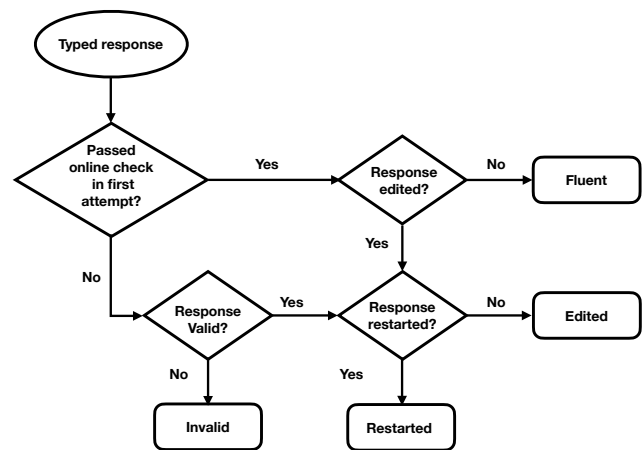 Typed response
Passed
online check
in first
attempt?
Yes
Response
edited?
No
Fluent
Yes
No
Response
Valid?
Yes
Response
restarted?
No
Edited
No
Yes
Invalid
Restarted